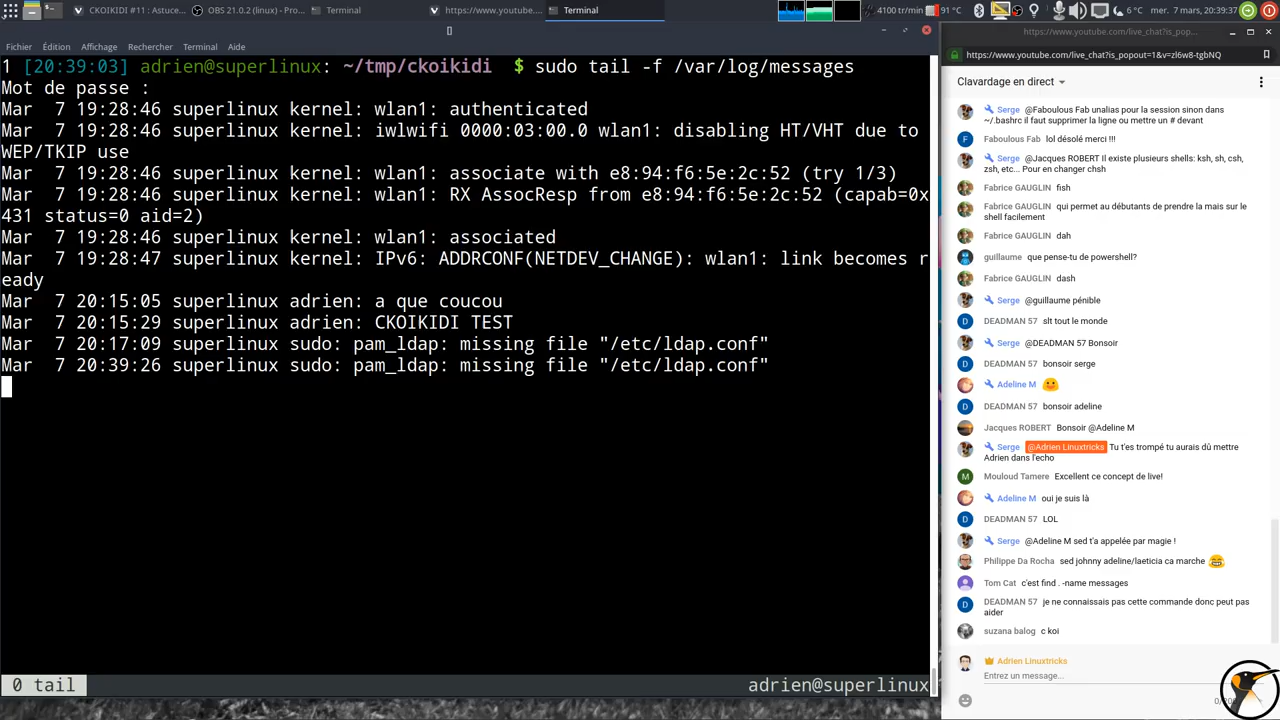 CKOIKIDI #11 : Astuce...
OBS 21.0.2 (linux) - Pro...
Terminal
https://www.youtube....
Terminal
4100 tr/min
91 °C
6 °C
mer. 7 mars, 20:39:37
Fichier Édition Affichage Rechercher Terminal Aide
1 [20:39:03] adrien@superlinux: ~/tmp/ckoikidi $ sudo tail -f /var/log/messages
Mot de passe :
Mar  7 19:28:46 superlinux kernel: wlan1: authenticated
Mar  7 19:28:46 superlinux kernel: iwlwifi 0000:03:00.0 wlan1: disabling HT/VHT due to
WEP/TKIP use
Mar  7 19:28:46 superlinux kernel: wlan1: associate with e8:94:f6:5e:2c:52 (try 1/3)
Mar  7 19:28:46 superlinux kernel: wlan1: RX AssocResp from e8:94:f6:5e:2c:52 (capab=0x
431 status=0 aid=2)
Mar  7 19:28:46 superlinux kernel: wlan1: associated
Mar  7 19:28:47 superlinux kernel: IPv6: ADDRCONF(NETDEV_CHANGE): wlan1: link becomes r
eady
Mar  7 20:15:05 superlinux adrien: a que coucou
Mar  7 20:15:29 superlinux adrien: CKOIKIDI TEST
Mar  7 20:17:09 superlinux sudo: pam_ldap: missing file "/etc/ldap.conf"
Mar  7 20:39:26 superlinux sudo: pam_ldap: missing file "/etc/ldap.conf"
0 tail
adrien@superlinux
https://www.youtube.com/live_chat?is_pop...
https://www.youtube.com/live_chat?is_popout=1&v=zl6w8-tgbNQ
Clavardage en direct
Serge @Faboulous Fab unalias pour la session sinon dans
~/.bashrc il faut supprimer la ligne ou mettre un # devant
F Faboulous Fab lol désolé merci !!!
Serge @Jacques ROBERT Il existe plusieurs shells: ksh, sh, csh,
zsh, etc... Pour en changer chsh
Fabrice GAUGLIN fish
Fabrice GAUGLIN qui permet au débutants de prendre la mais sur le
shell facilement
Fabrice GAUGLIN dah
guillaume que pense-tu de powershell?
Fabrice GAUGLIN dash
Serge @guillaume pénible
D DEADMAN 57 slt tout le monde
Serge @DEADMAN 57 Bonsoir
D DEADMAN 57 bonsoir serge
Adeline M
D DEADMAN 57 bonsoir adeline
Jacques ROBERT Bonsoir @Adeline M
Serge @Adrien Linuxtricks Tu t'es trompé tu aurais dû mettre
Adrien dans l'echo
M Mouloud Tamere Excellent ce concept de live!
Adeline M oui je suis là
D DEADMAN 57 LOL
Serge @Adeline M sed t'a appelée par magie !
Philippe Da Rocha sed johnny adeline/laeticia ca marche
Tom Cat c'est find . -name messages
D DEADMAN 57 je ne connaissais pas cette commande donc peut pas
aider
suzana balog c koi
Adrien Linuxtricks
Entrez un message...